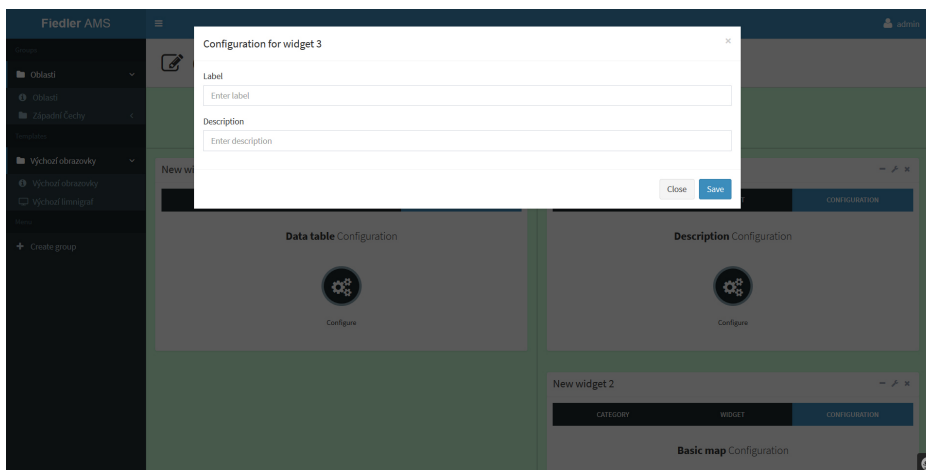 Fiedler AMS
admin
Configuration for widget 3
Label
Enter label
Description
Enter description
Close
Save
Oblasti
Oblasti
Západní Čechy
Templates
Výchozí obrazovky
Výchozí obrazovky
Výchozí limnigraf
Create group
New wi
CONFIGURATION
Data table Configuration
Configure
Description Configuration
Configure
New widget 2
CATEGORY
WIDGET
CONFIGURATION
Basic map Configuration